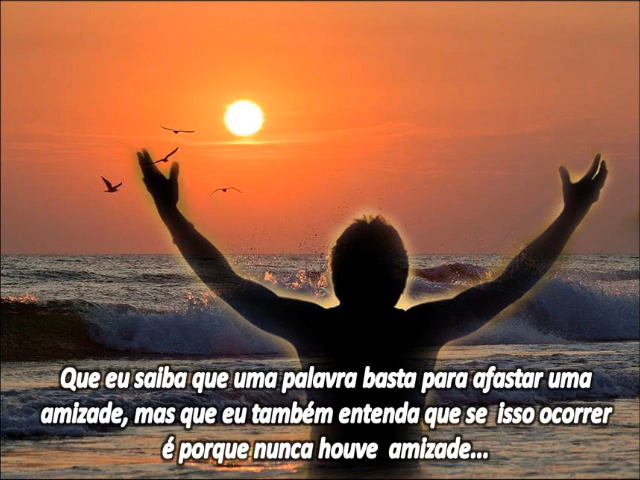 Que eu saiba que uma palavra basta para afastar uma
amizade, mas que eu também entenda que se isso ocorrer
é porque nunca houve amizade...